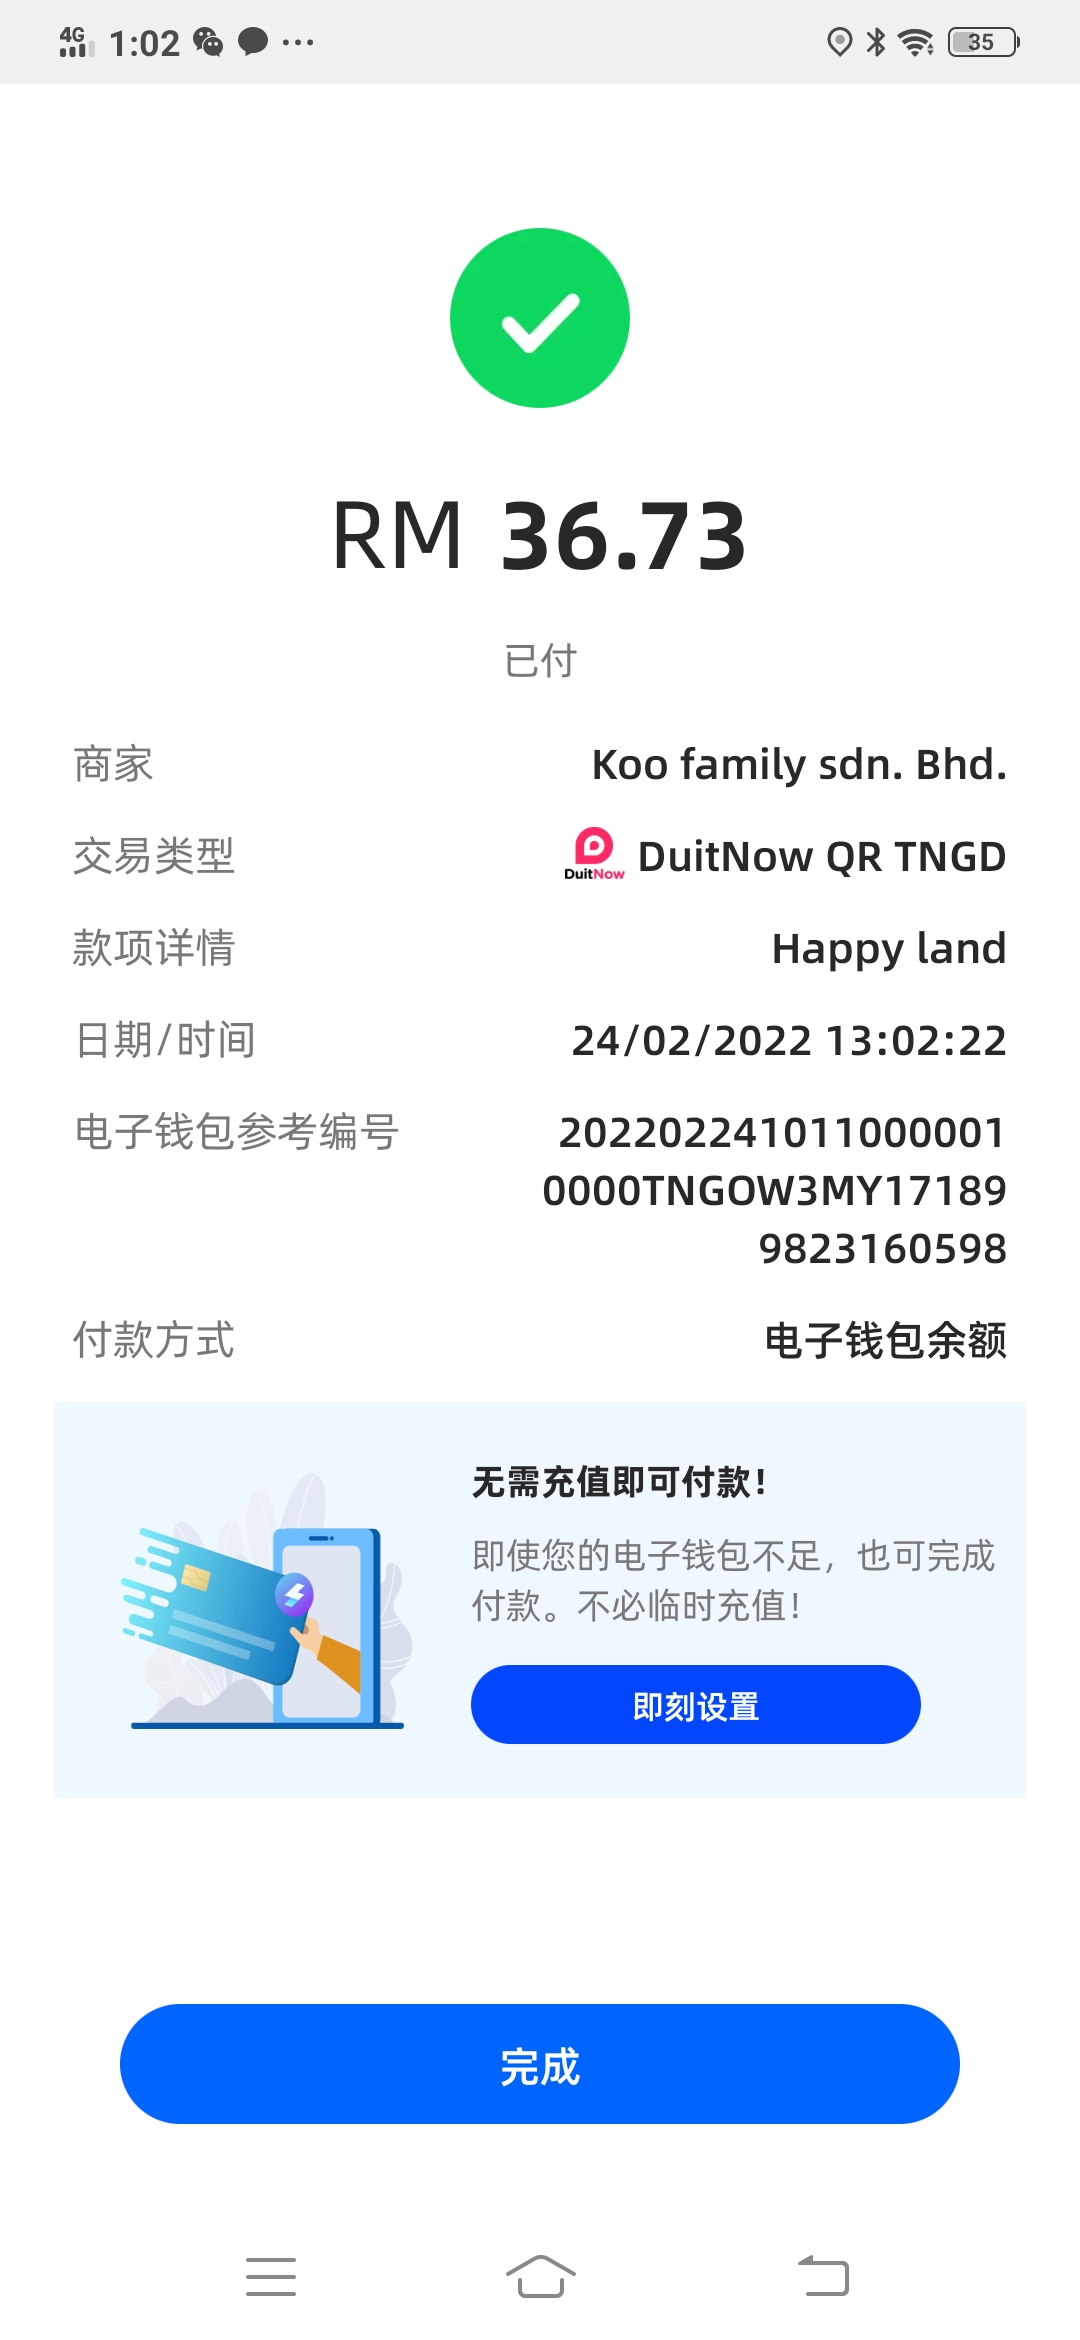 4G 1:02 35
RM 36.73
已付
商家 Koo family sdn. Bhd.
交易类型 DuitNow DuitNow QR TNGD
款项详情 Happy land
日期/时间 24/02/2022 13:02:22
电子钱包参考编号 202202241011000001
0000TNGOW3MY17189
9823160598
付款方式 电子钱包余额
无需充值即可付款!
即使您的电子钱包不足，也可完成
付款。不必临时充值!
即刻设置
完成